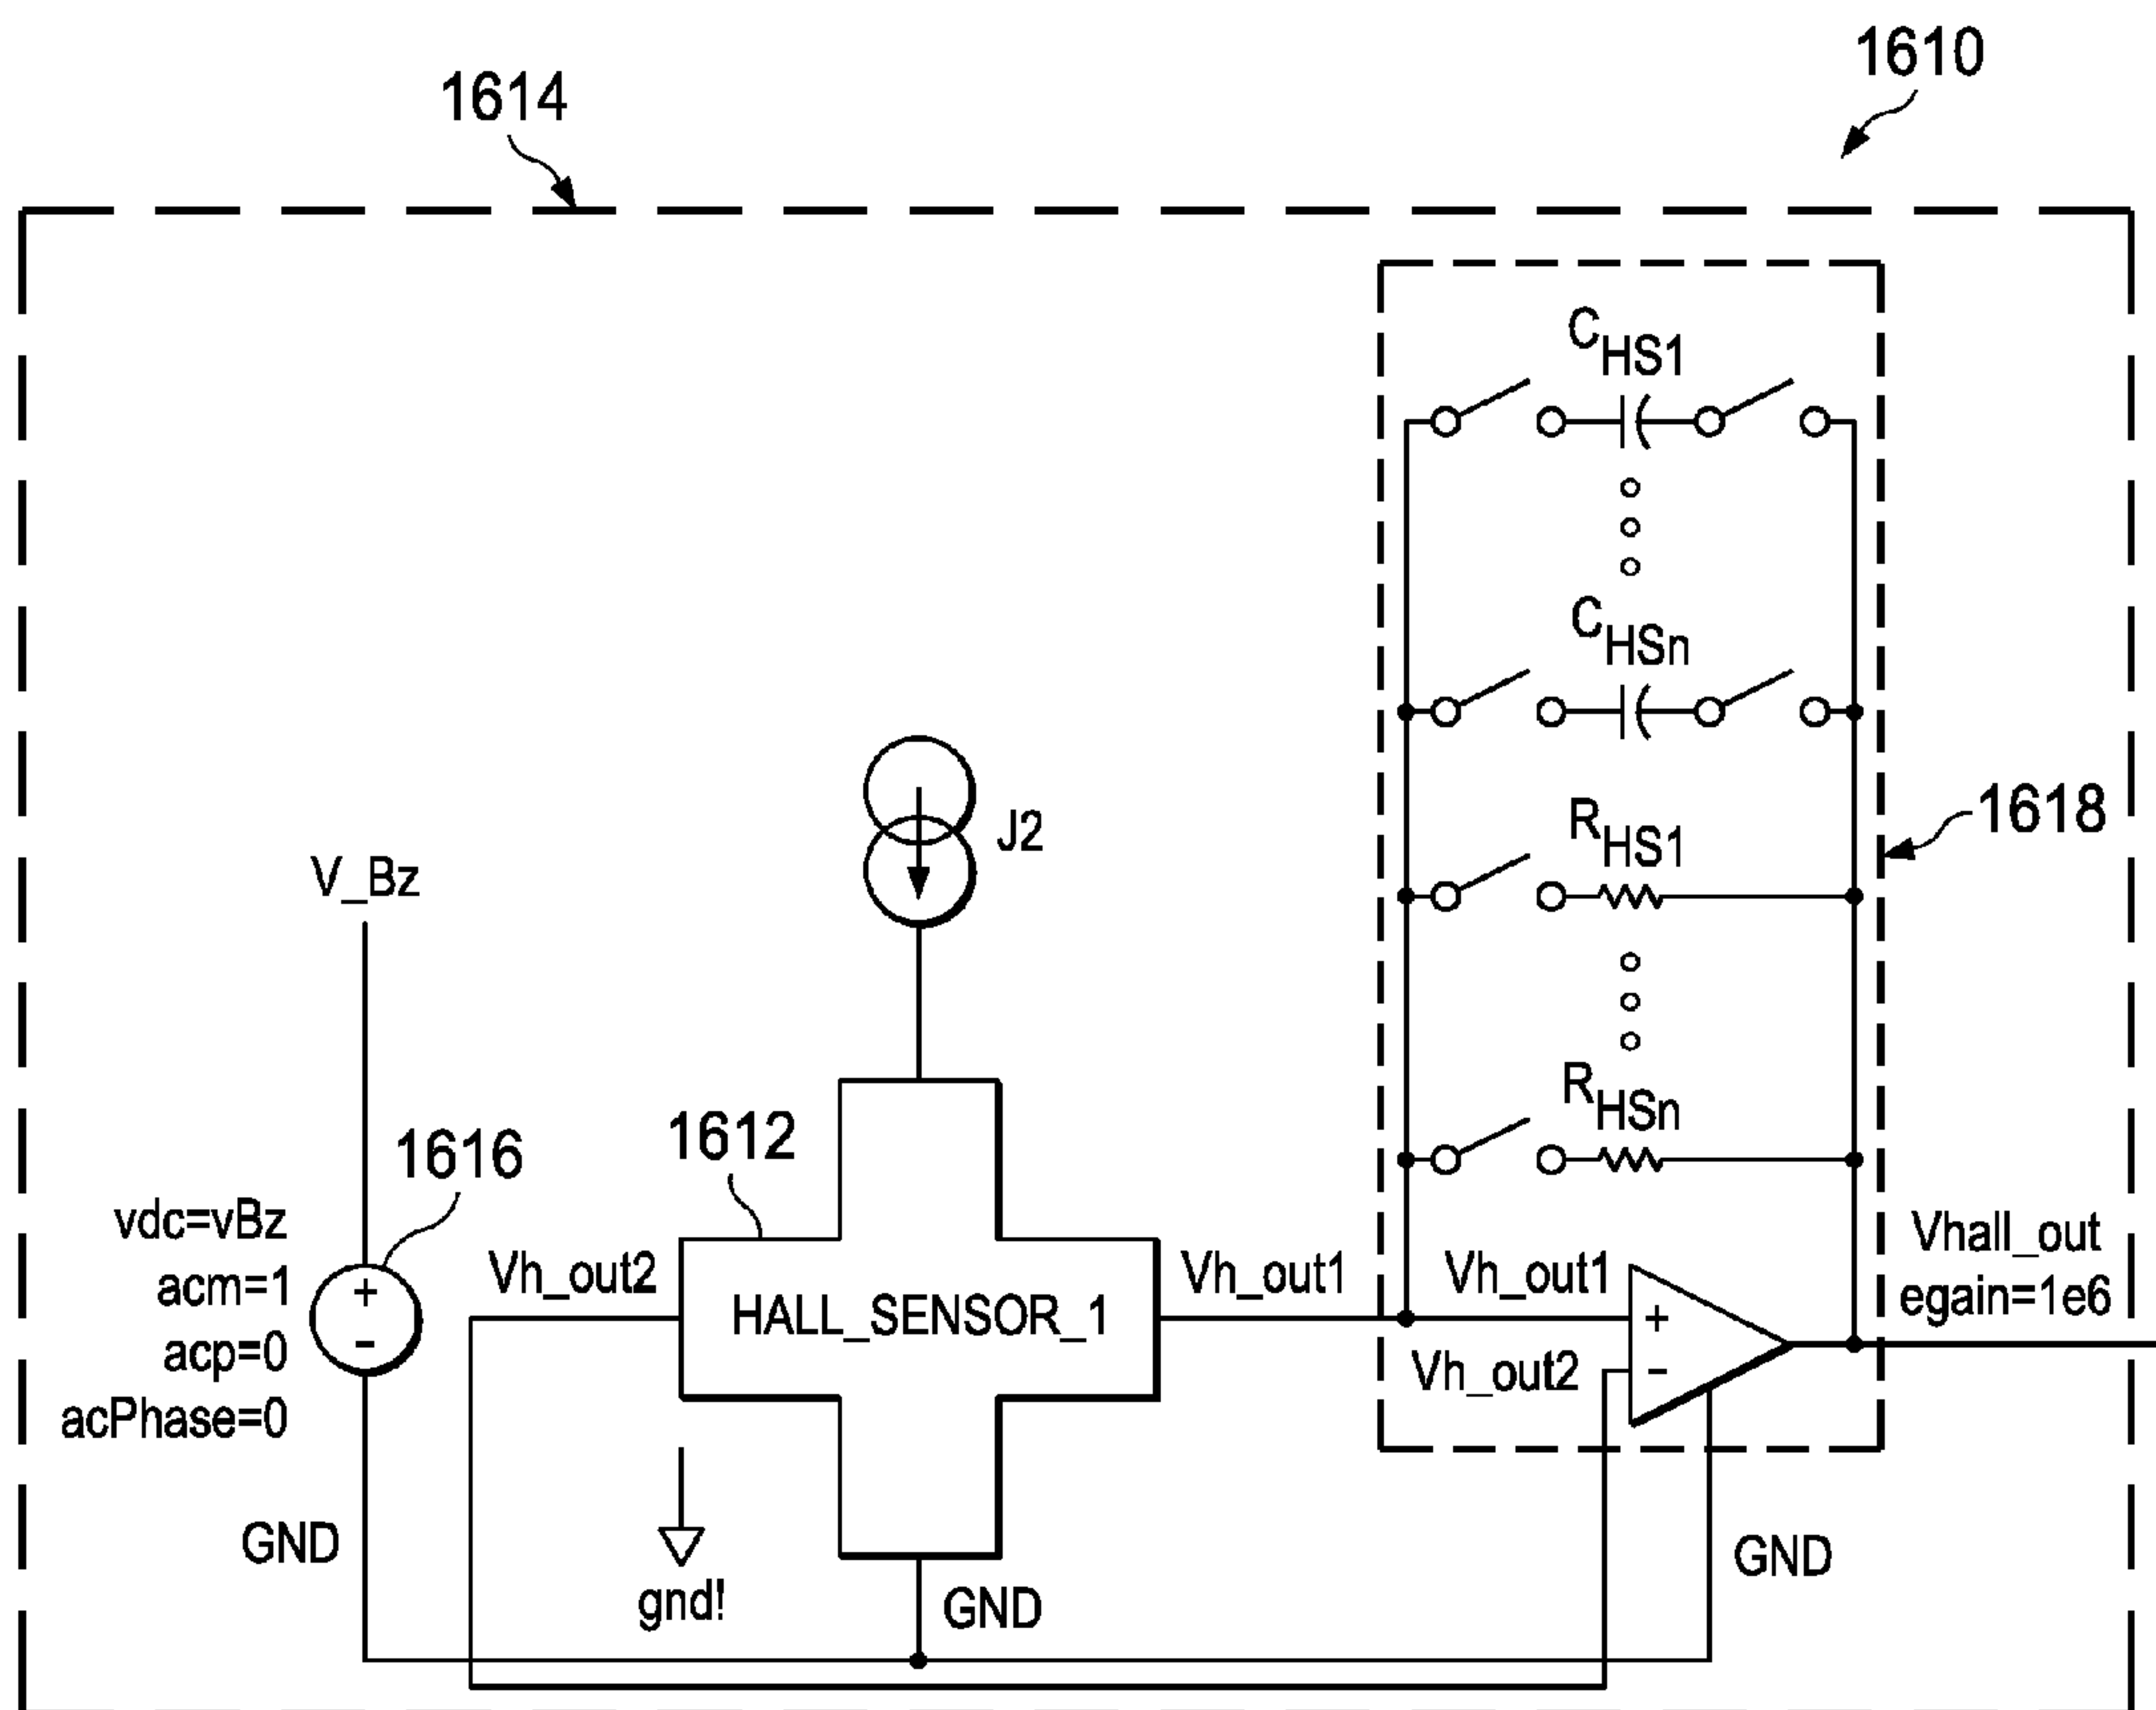 1610
1614
CHS1
CHSn
J2
RHS1
1618
V_Bz
RHSn
1612
1616
vdc=vBz
acm=1
acp=0
acPhase=0
+
-
Vh_out2
HALL_SENSOR_1
Vh_out1
Vh_out1
Vh_out2
+
-
Vhall_out
egain=1e6
GND
gnd!
GND
GND